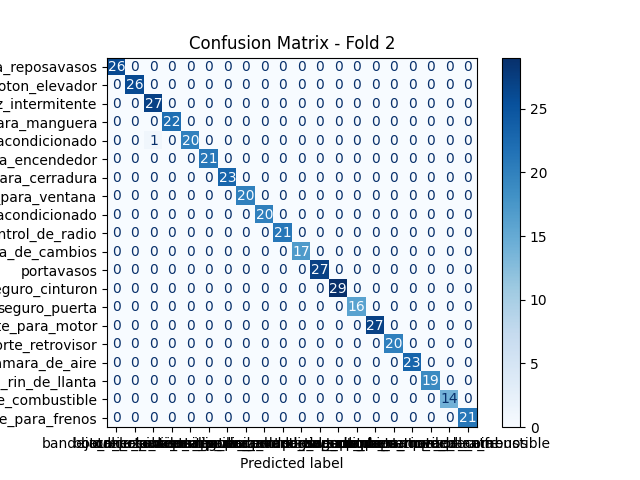 Confusion Matrix - Fold 2
a_reposavasos 26 0 0 0 0 0 0 0 0 0 0 0 0 0 0 0 0 0 0 0
oton_elevador 0 26 0 0 0 0 0 0 0 0 0 0 0 0 0 0 0 0 0 0
z_intermitente 0 0 27 0 0 0 0 0 0 0 0 0 0 0 0 0 0 0 0 0
ara_manguera 0 0 0 22 0 0 0 0 0 0 0 0 0 0 0 0 0 0 0 0
acondicionado 0 0 1 0 20 0 0 0 0 0 0 0 0 0 0 0 0 0 0 0
a_encendedor 0 0 0 0 0 21 0 0 0 0 0 0 0 0 0 0 0 0 0 0
ara_cerradura 0 0 0 0 0 0 23 0 0 0 0 0 0 0 0 0 0 0 0 0
para_ventana 0 0 0 0 0 0 0 20 0 0 0 0 0 0 0 0 0 0 0 0
acondicionado 0 0 0 0 0 0 0 0 20 0 0 0 0 0 0 0 0 0 0 0
ntrol_de_radio 0 0 0 0 0 0 0 0 0 21 0 0 0 0 0 0 0 0 0 0
a_de_cambios 0 0 0 0 0 0 0 0 0 0 17 0 0 0 0 0 0 0 0 0
portavasos 0 0 0 0 0 0 0 0 0 0 0 27 0 0 0 0 0 0 0 0
eguro_cinturon 0 0 0 0 0 0 0 0 0 0 0 0 29 0 0 0 0 0 0 0
seguro_puerta 0 0 0 0 0 0 0 0 0 0 0 0 0 16 0 0 0 0 0 0
te_para_motor 0 0 0 0 0 0 0 0 0 0 0 0 0 0 27 0 0 0 0 0
orte_retrovisor 0 0 0 0 0 0 0 0 0 0 0 0 0 0 0 20 0 0 0 0
amara_de_aire 0 0 0 0 0 0 0 0 0 0 0 0 0 0 0 0 23 0 0 0
_rin_de_llanta 0 0 0 0 0 0 0 0 0 0 0 0 0 0 0 0 0 19 0 0
e_combustible 0 0 0 0 0 0 0 0 0 0 0 0 0 0 0 0 0 0 14 0
e_para_frenos 0 0 0 0 0 0 0 0 0 0 0 0 0 0 0 0 0 0 0 21
Predicted label
25
20
15
10
5
0